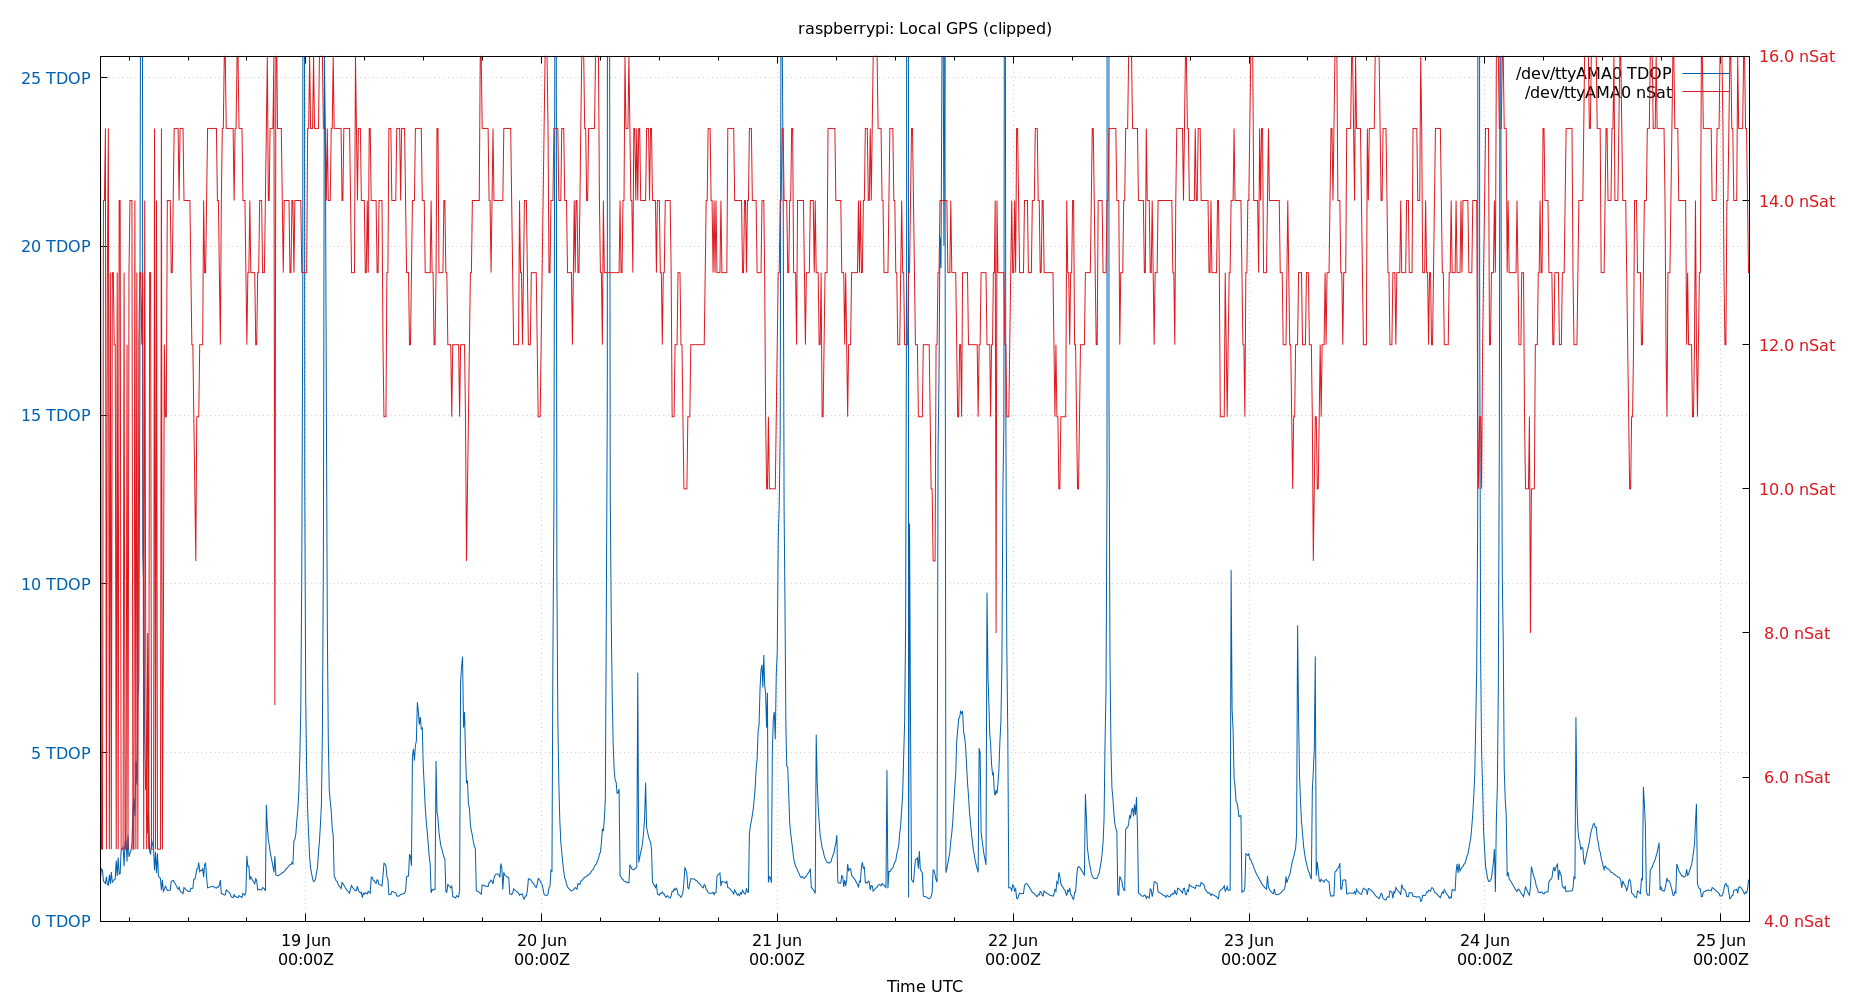 raspberrypi: Local GPS (clipped)
25 TDOP
20 TDOP
15 TDOP
10 TDOP
5 TDOP
0 TDOP
16.0 nSat
14.0 nSat
12.0 nSat
10.0 nSat
8.0 nSat
6.0 nSat
4.0 nSat
/dev/ttyAMA0 TDOP
/dev/ttyAMA0 nSat
19 Jun
00:00Z
20 Jun
00:00Z
21 Jun
00:00Z
22 Jun
00:00Z
23 Jun
00:00Z
24 Jun
00:00Z
25 Jun
00:00Z
Time UTC